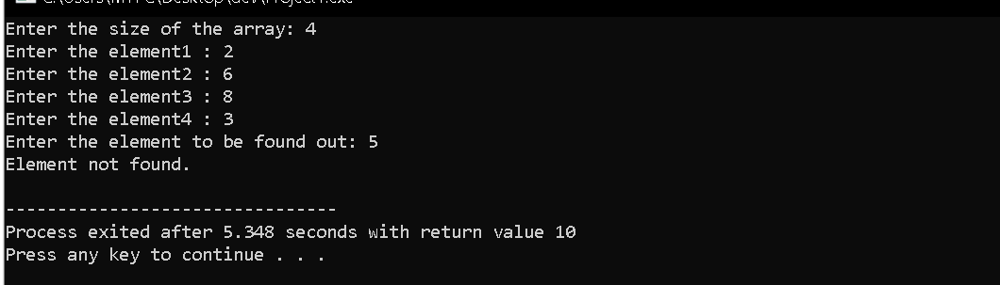 Enter the size of the array: 4
Enter the element1 : 2
Enter the element2 : 6
Enter the element3 : 8
Enter the element4 : 3
Enter the element to be found out: 5
Element not found.
--------------------------------
Process exited after 5.348 seconds with return value 10
Press any key to continue . . .